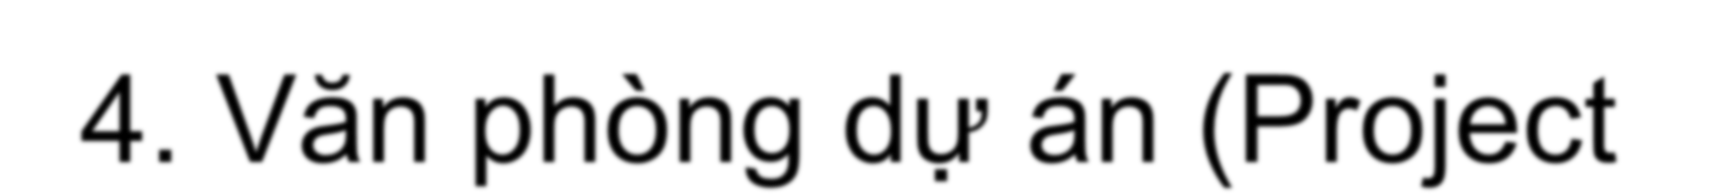 4. Văn phòng dự án (Project